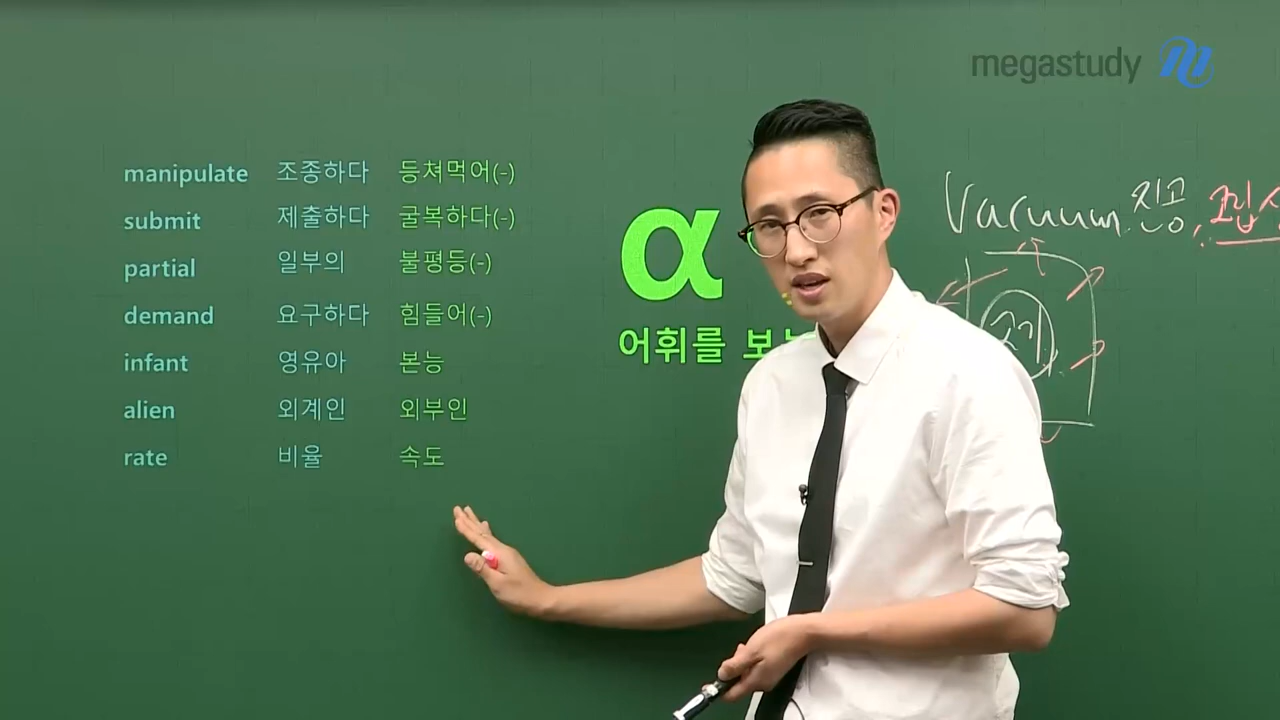 megastudy
manipulate 조종하다 등쳐먹어(-)
submit 제출하다 굴복하다(-)
partial 일부의 불평등(-)
demand 요구하다 힘들어(-)
infant 영유아 본능
alien 외계인 외부인
rate 비율 속도
α
어휘를
Vacuum 진공,
공기